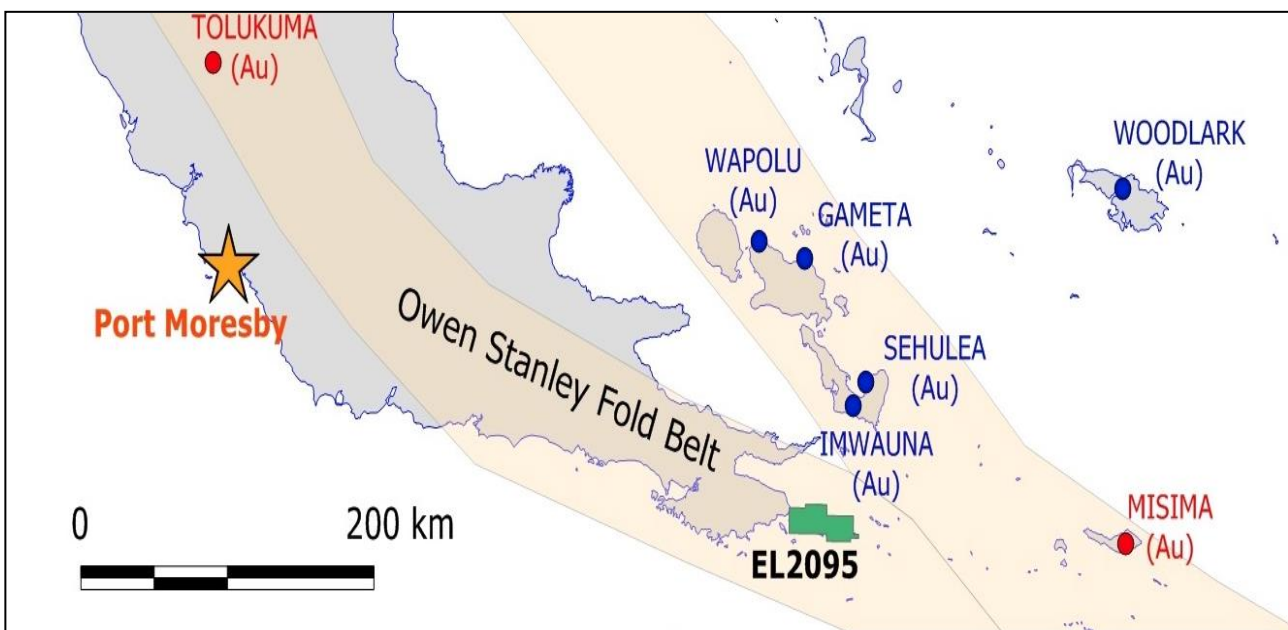 TOLUKUMA
(Au)
WOODLARK
(Au)
WAPOLU
(Au)
GAMETA
(Au)
Port Moresby
Owen Stanley Fold Belt
SEHULEA
(Au)
IMWAUNA
(Au)
MISIMA
(Au)
0
200 km
EL2095